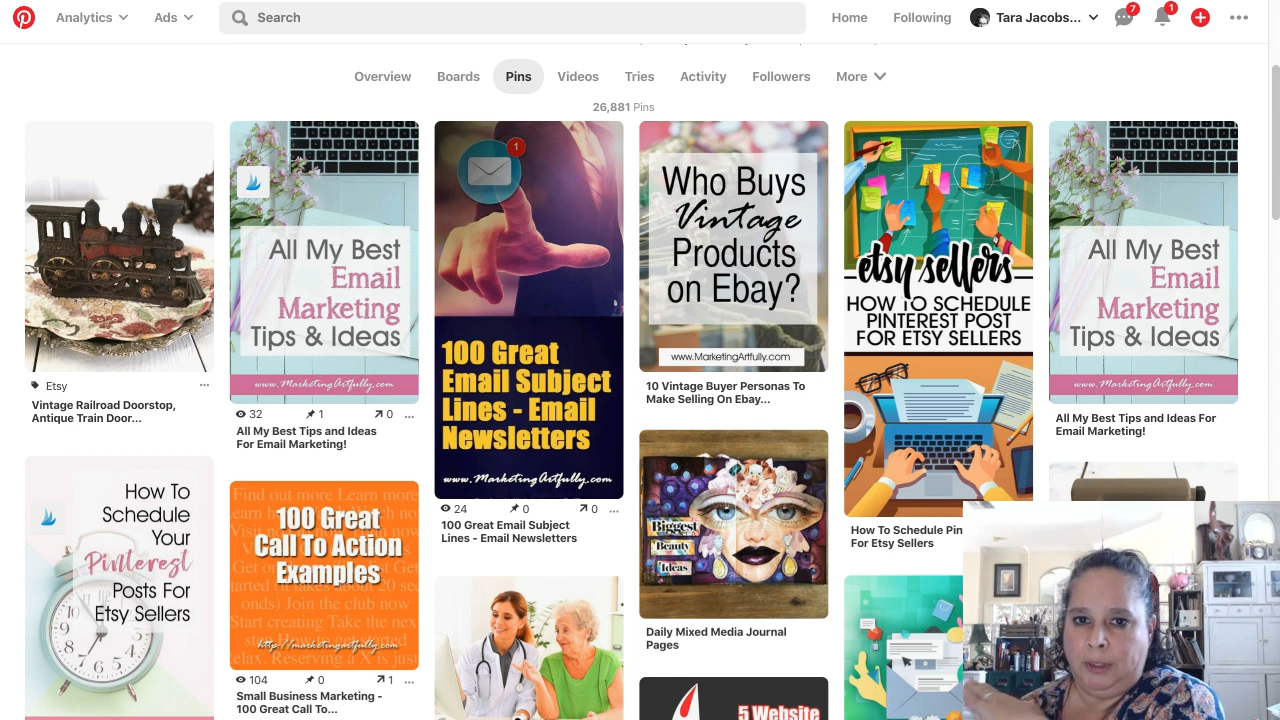 Analytics
Ads
Search
Home
Following
Tara Jacobs...
7
1
Overview
Boards
Pins
Videos
Tries
Activity
Followers
More
26,881 Pins
Etsy
Vintage Railroad Doorstop,
Antique Train Door...
How To
Schedule
Your
Pinterest
Posts For
Etsy Sellers
All My Best
Email
Marketing
Tips & Ideas
www.MarketingArtfully.com
32
1
0
All My Best Tips and Ideas
For Email Marketing!
100 Great
Call To Action
Examples
http://marketingartfully.com
104
0
1
Small Business Marketing -
100 Great Call To...
1
100 Great
Email Subject
Lines - Email
Newsletters
www.MarketingArtfully.com
24
0
0
100 Great Email Subject
Lines - Email Newsletters
Who Buys
Vintage
Products
on Ebay?
www.MarketingArtfully.com
10 Vintage Buyer Personas To
Make Selling On Ebay...
Biggest
Beauty
Ideas
Daily Mixed Media Journal
Pages
5 Website
etsy sellers
HOW TO SCHEDULE
PINTEREST POST
FOR ETSY SELLERS
How To Schedule Pin
For Etsy Sellers
All My Best
Email
Marketing
Tips & Ideas
www.MarketingArtfully.com
All My Best Tips and Ideas For
Email Marketing!